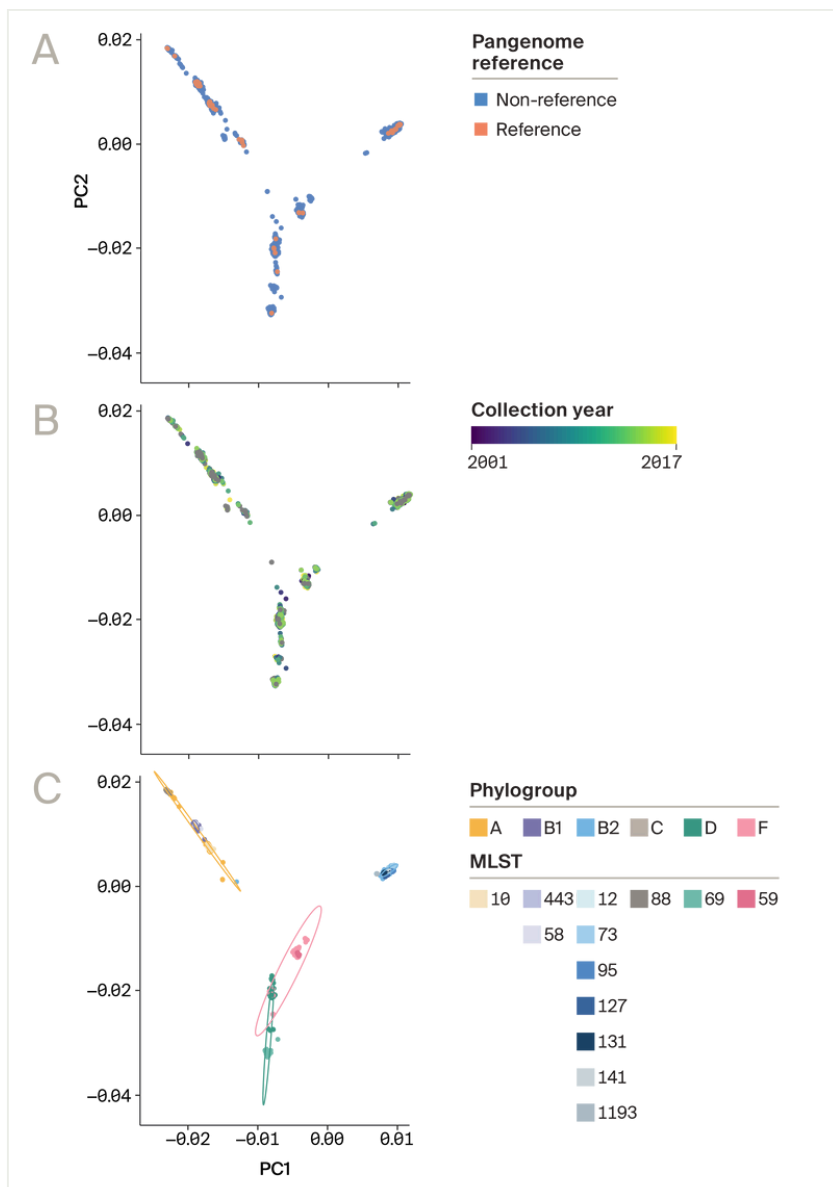 A
0.02
0.00
−0.02
−0.04
PC2
Pangenome
reference
Non-reference
Reference
B
0.02
0.00
−0.02
−0.04
Collection year
2001 2017
C
0.02
0.00
−0.02
−0.04
−0.02 −0.01 0.00 0.01
PC1
Phylogroup
A B1 B2 C D F
MLST
10 443 12 88 69 59
58 73
95
127
131
141
1193